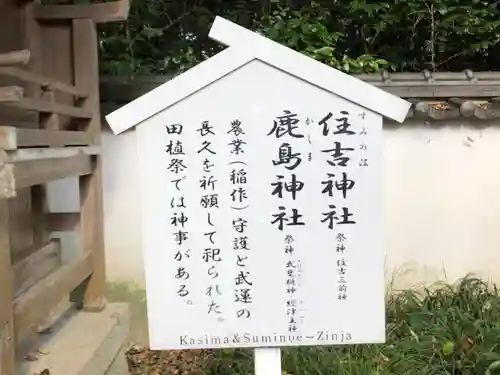 すみの江
住吉神社
祭神 住吉三前神
かしま
鹿島神社
祭神 武甕槌神 経津主神
農業（稲作）守護と武運の
長久を祈願して祀られた。
田植祭では神事がある。
Kasima&Suminoe-Zinja